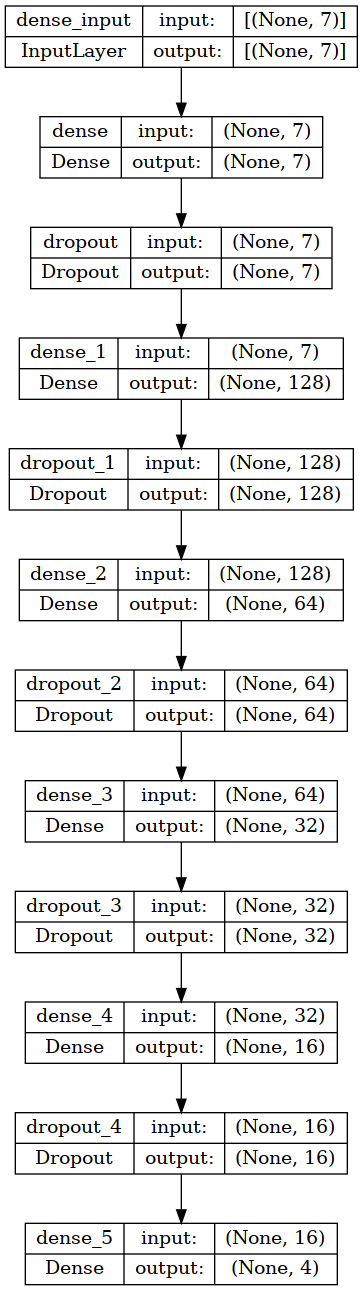 dense_input input: [(None, 7)]
InputLayer output: [(None, 7)]
dense input: (None, 7)
Dense output: (None, 7)
dropout input: (None, 7)
Dropout output: (None, 7)
dense_1 input: (None, 7)
Dense output: (None, 128)
dropout_1 input: (None, 128)
Dropout output: (None, 128)
dense_2 input: (None, 128)
Dense output: (None, 64)
dropout_2 input: (None, 64)
Dropout output: (None, 64)
dense_3 input: (None, 64)
Dense output: (None, 32)
dropout_3 input: (None, 32)
Dropout output: (None, 32)
dense_4 input: (None, 32)
Dense output: (None, 16)
dropout_4 input: (None, 16)
Dropout output: (None, 16)
dense_5 input: (None, 16)
Dense output: (None, 4)